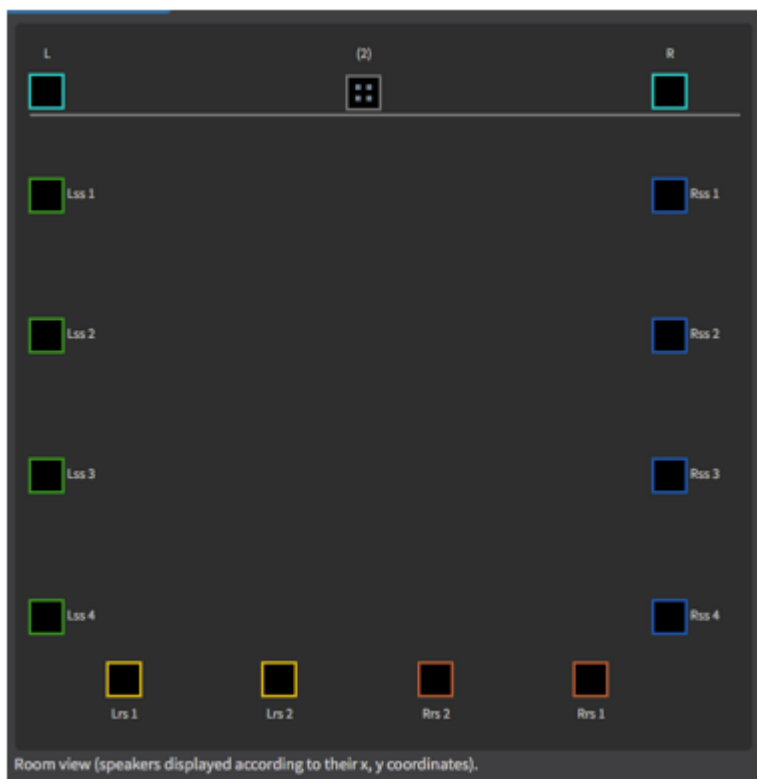 L (2) R
Lss 1 Rss 1
Lss 2 Rss 2
Lss 3 Rss 3
Lss 4 Rss 4
Lrs 1 Lrs 2 Rrs 2 Rrs 1
Room view (speakers displayed according to their x, y coordinates).